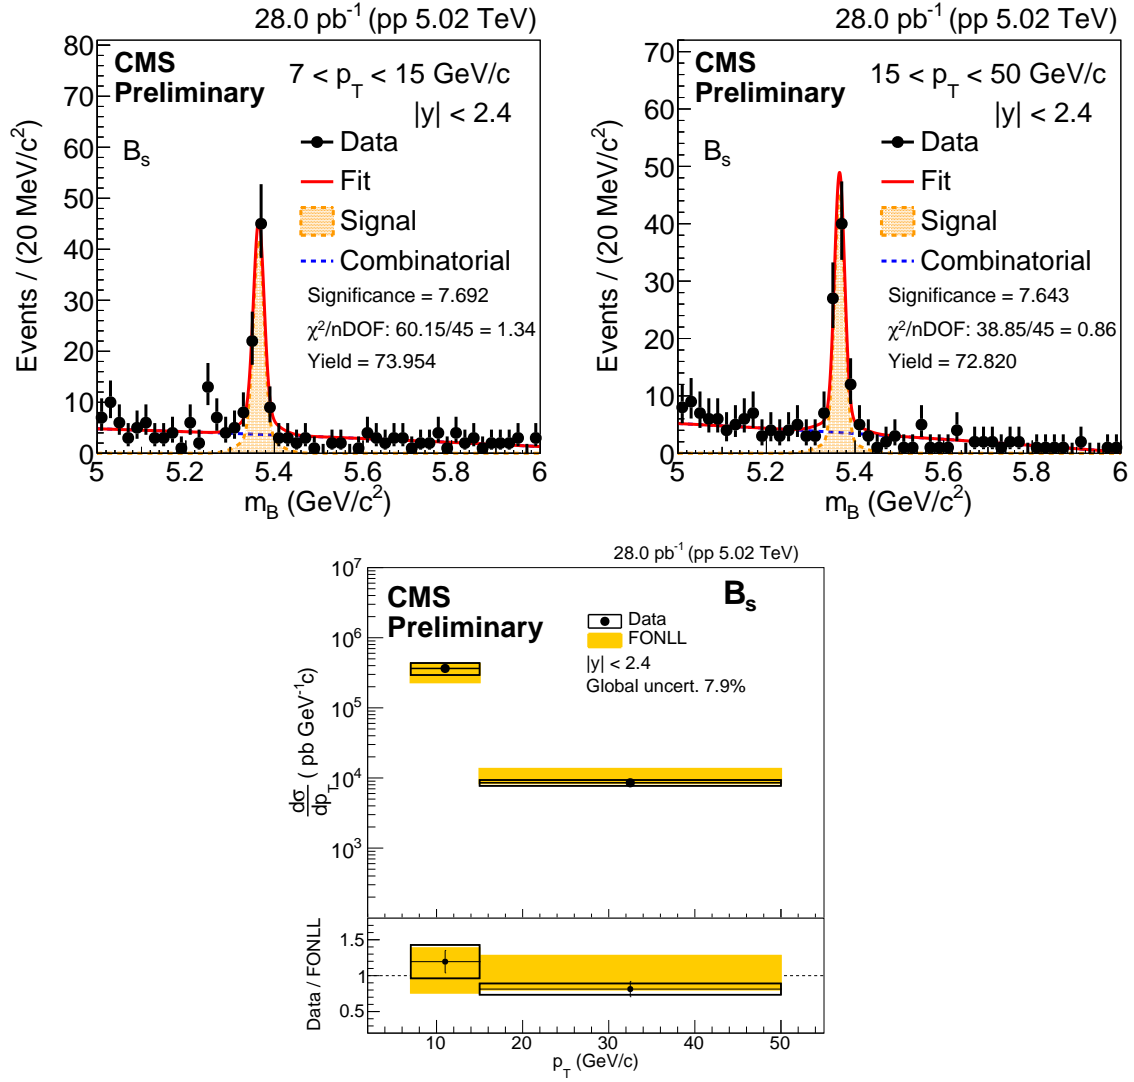 28.0 pb⁻¹ (pp 5.02 TeV)
CMS
Preliminary
7 < p_T < 15 GeV/c
|y| < 2.4
B_s
Data
Fit
Signal
Combinatorial
Significance = 7.692
χ²/nDOF: 60.15/45 = 1.34
Yield = 73.954
Events / (20 MeV/c²)
80
70
60
50
40
30
20
10
0
5
5.2
5.4
5.6
5.8
6
m_B (GeV/c²)
28.0 pb⁻¹ (pp 5.02 TeV)
CMS
Preliminary
15 < p_T < 50 GeV/c
|y| < 2.4
B_s
Data
Fit
Signal
Combinatorial
Significance = 7.643
χ²/nDOF: 38.85/45 = 0.86
Yield = 72.820
Events / (20 MeV/c²)
70
60
50
40
30
20
10
0
5
5.2
5.4
5.6
5.8
6
m_B (GeV/c²)
28.0 pb⁻¹ (pp 5.02 TeV)
CMS
Preliminary
B_s
Data
FONLL
|y| < 2.4
Global uncert. 7.9%
dσ/dp_T ( pb GeV⁻¹c)
10⁷
10⁶
10⁵
10⁴
10³
Data / FONLL
1.5
1
0.5
10
20
30
40
50
p_T (GeV/c)